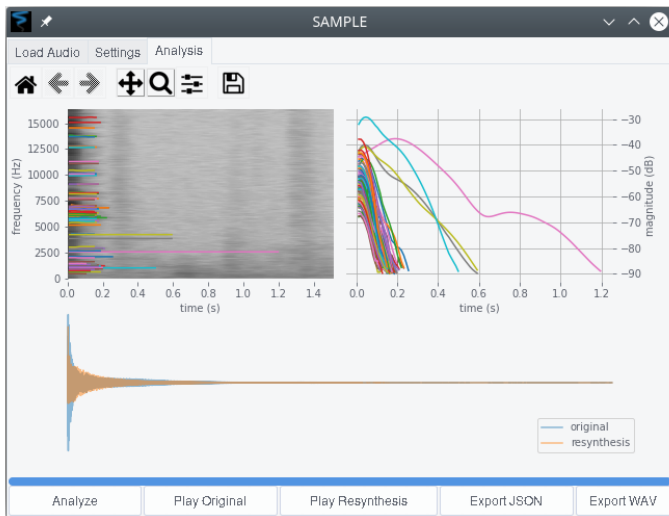 SAMPLE
Load Audio Settings Analysis
15000
12500
10000
7500
5000
2500
0
frequency (Hz)
0.0 0.2 0.4 0.6 0.8 1.0 1.2 1.4
time (s)
−30
−40
−50
−60
−70
−80
−90
magnitude (dB)
0.0 0.2 0.4 0.6 0.8 1.0 1.2
time (s)
original
resynthesis
Analyze Play Original Play Resynthesis Export JSON Export WAV